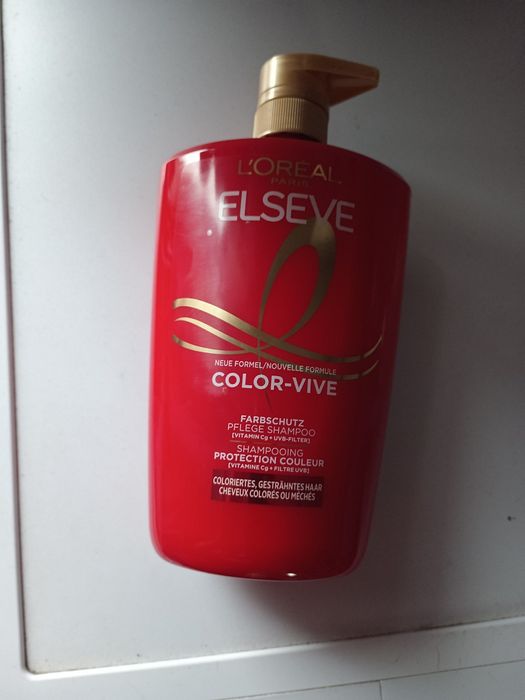 L'ORÉAL
PARIS
ELSEVE
NEUE FORMEL/NOUVELLE FORMULE
COLOR-VIVE
FARBSCHUTZ
PFLEGE SHAMPOO
[VITAMIN Cg + UVB-FILTER]
SHAMPOOING
PROTECTION COULEUR
[VITAMINE Cg + FILTRE UVB]
COLORIERTES, GESTRÄHNTES HAAR
CHEVEUX COLORÉS OU MÉCHÉS